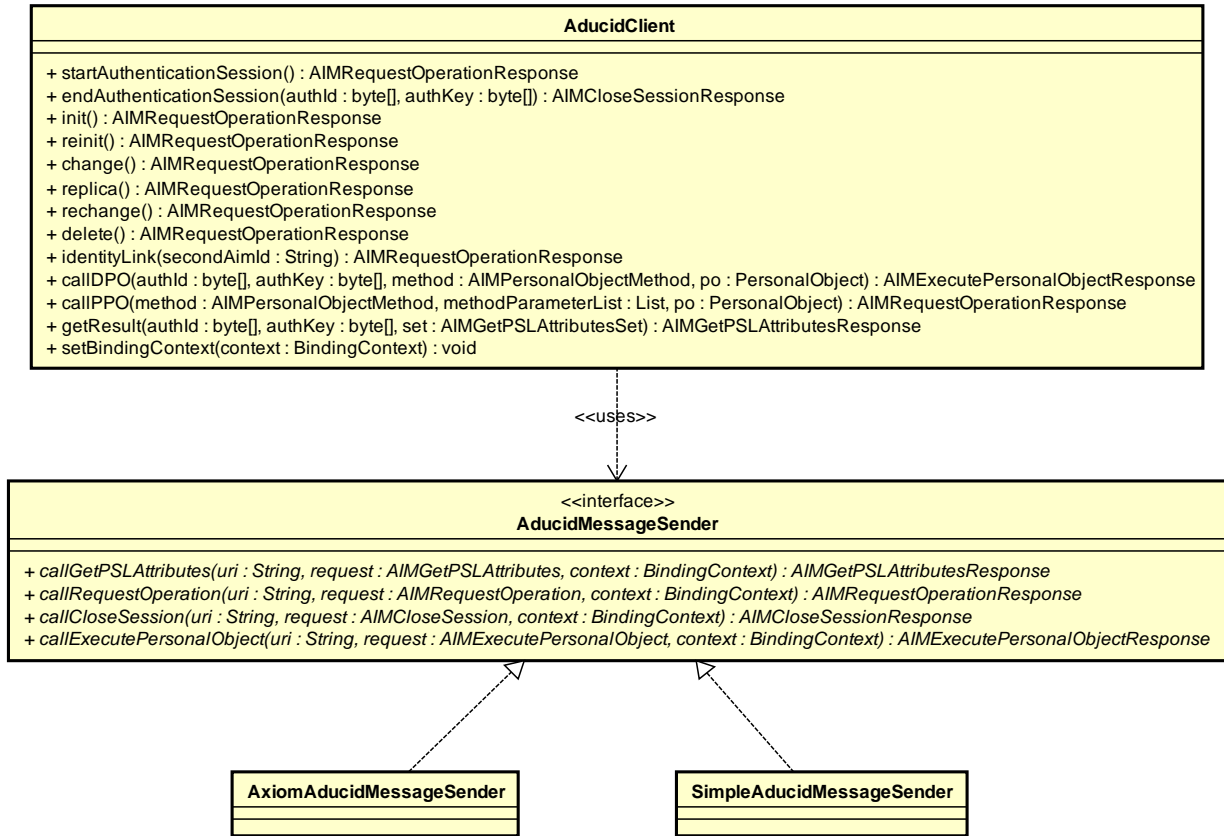 AducidClient
+ startAuthenticationSession() : AIMRequestOperationResponse
+ endAuthenticationSession(authId : byte[], authKey : byte[]) : AIMCloseSessionResponse
+ init() : AIMRequestOperationResponse
+ reinit() : AIMRequestOperationResponse
+ change() : AIMRequestOperationResponse
+ replica() : AIMRequestOperationResponse
+ rechange() : AIMRequestOperationResponse
+ delete() : AIMRequestOperationResponse
+ identityLink(secondAimId : String) : AIMRequestOperationResponse
+ callDPO(authId : byte[], authKey : byte[], method : AIMPersonalObjectMethod, po : PersonalObject) : AIMExecutePersonalObjectResponse
+ callPPO(method : AIMPersonalObjectMethod, methodParameterList : List, po : PersonalObject) : AIMRequestOperationResponse
+ getResult(authId : byte[], authKey : byte[], set : AIMGetPSLAttributesSet) : AIMGetPSLAttributesResponse
+ setBindingContext(context : BindingContext) : void
<<uses>>
<<interface>>
AducidMessageSender
+ callGetPSLAttributes(uri : String, request : AIMGetPSLAttributes, context : BindingContext) : AIMGetPSLAttributesResponse
+ callRequestOperation(uri : String, request : AIMRequestOperation, context : BindingContext) : AIMRequestOperationResponse
+ callCloseSession(uri : String, request : AIMCloseSession, context : BindingContext) : AIMCloseSessionResponse
+ callExecutePersonalObject(uri : String, request : AIMExecutePersonalObject, context : BindingContext) : AIMExecutePersonalObjectResponse
AxiomAducidMessageSender
SimpleAducidMessageSender